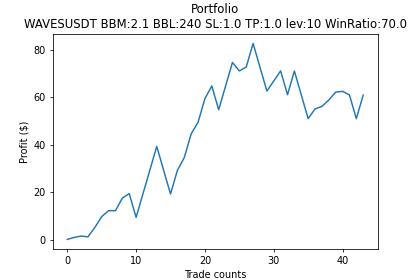 Portfolio
WAVESUSDT BBM:2.1 BBL:240 SL:1.0 TP:1.0 lev:10 WinRatio:70.0
80
60
40
20
0
Profit ($)
0
10
20
30
40
Trade counts